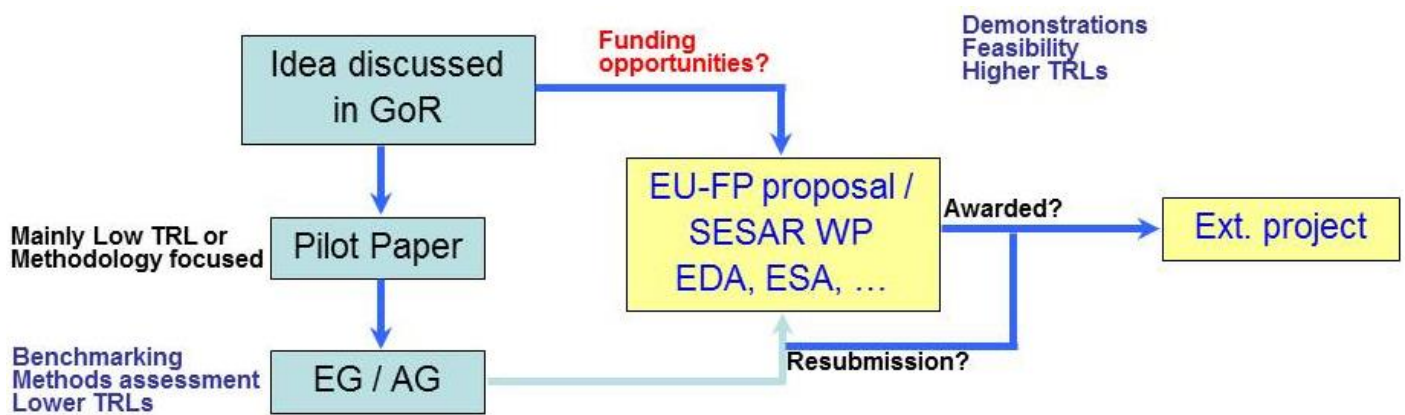 Idea discussed
in GoR
Funding
opportunities?
Demonstrations
Feasibility
Higher TRLs
Mainly Low TRL or
Methodology focused
Pilot Paper
EU-FP proposal /
SESAR WP
EDA, ESA, …
Awarded?
Ext. project
Benchmarking
Methods assessment
Lower TRLs
EG / AG
Resubmission?